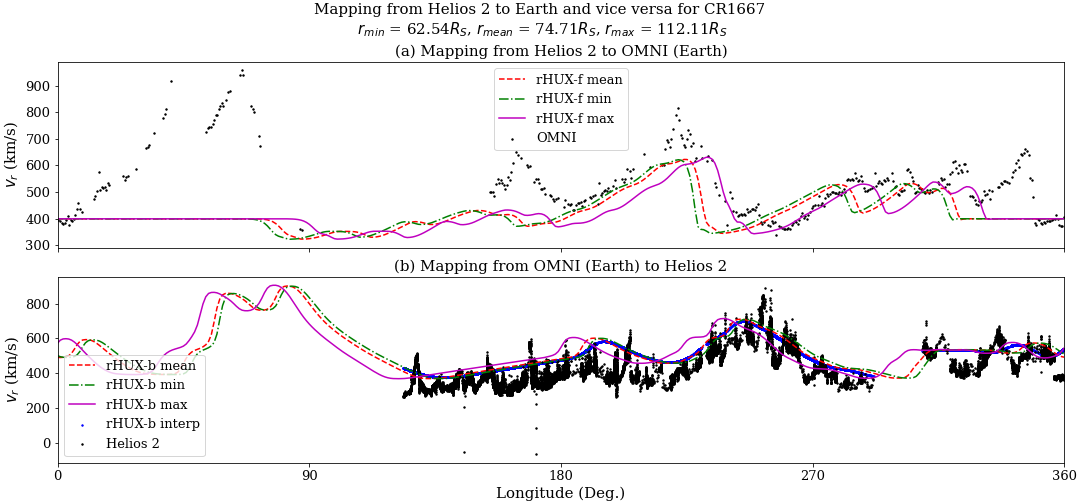 Mapping from Helios 2 to Earth and vice versa for CR1667
r_min = 62.54R_S, r_mean = 74.71R_S, r_max = 112.11R_S
(a) Mapping from Helios 2 to OMNI (Earth)
v_r (km/s)
900
800
700
600
500
400
300
rHUX-f mean
rHUX-f min
rHUX-f max
OMNI
(b) Mapping from OMNI (Earth) to Helios 2
v_r (km/s)
800
600
400
200
0
rHUX-b mean
rHUX-b min
rHUX-b max
rHUX-b interp
Helios 2
0 90 180 270 360
Longitude (Deg.)